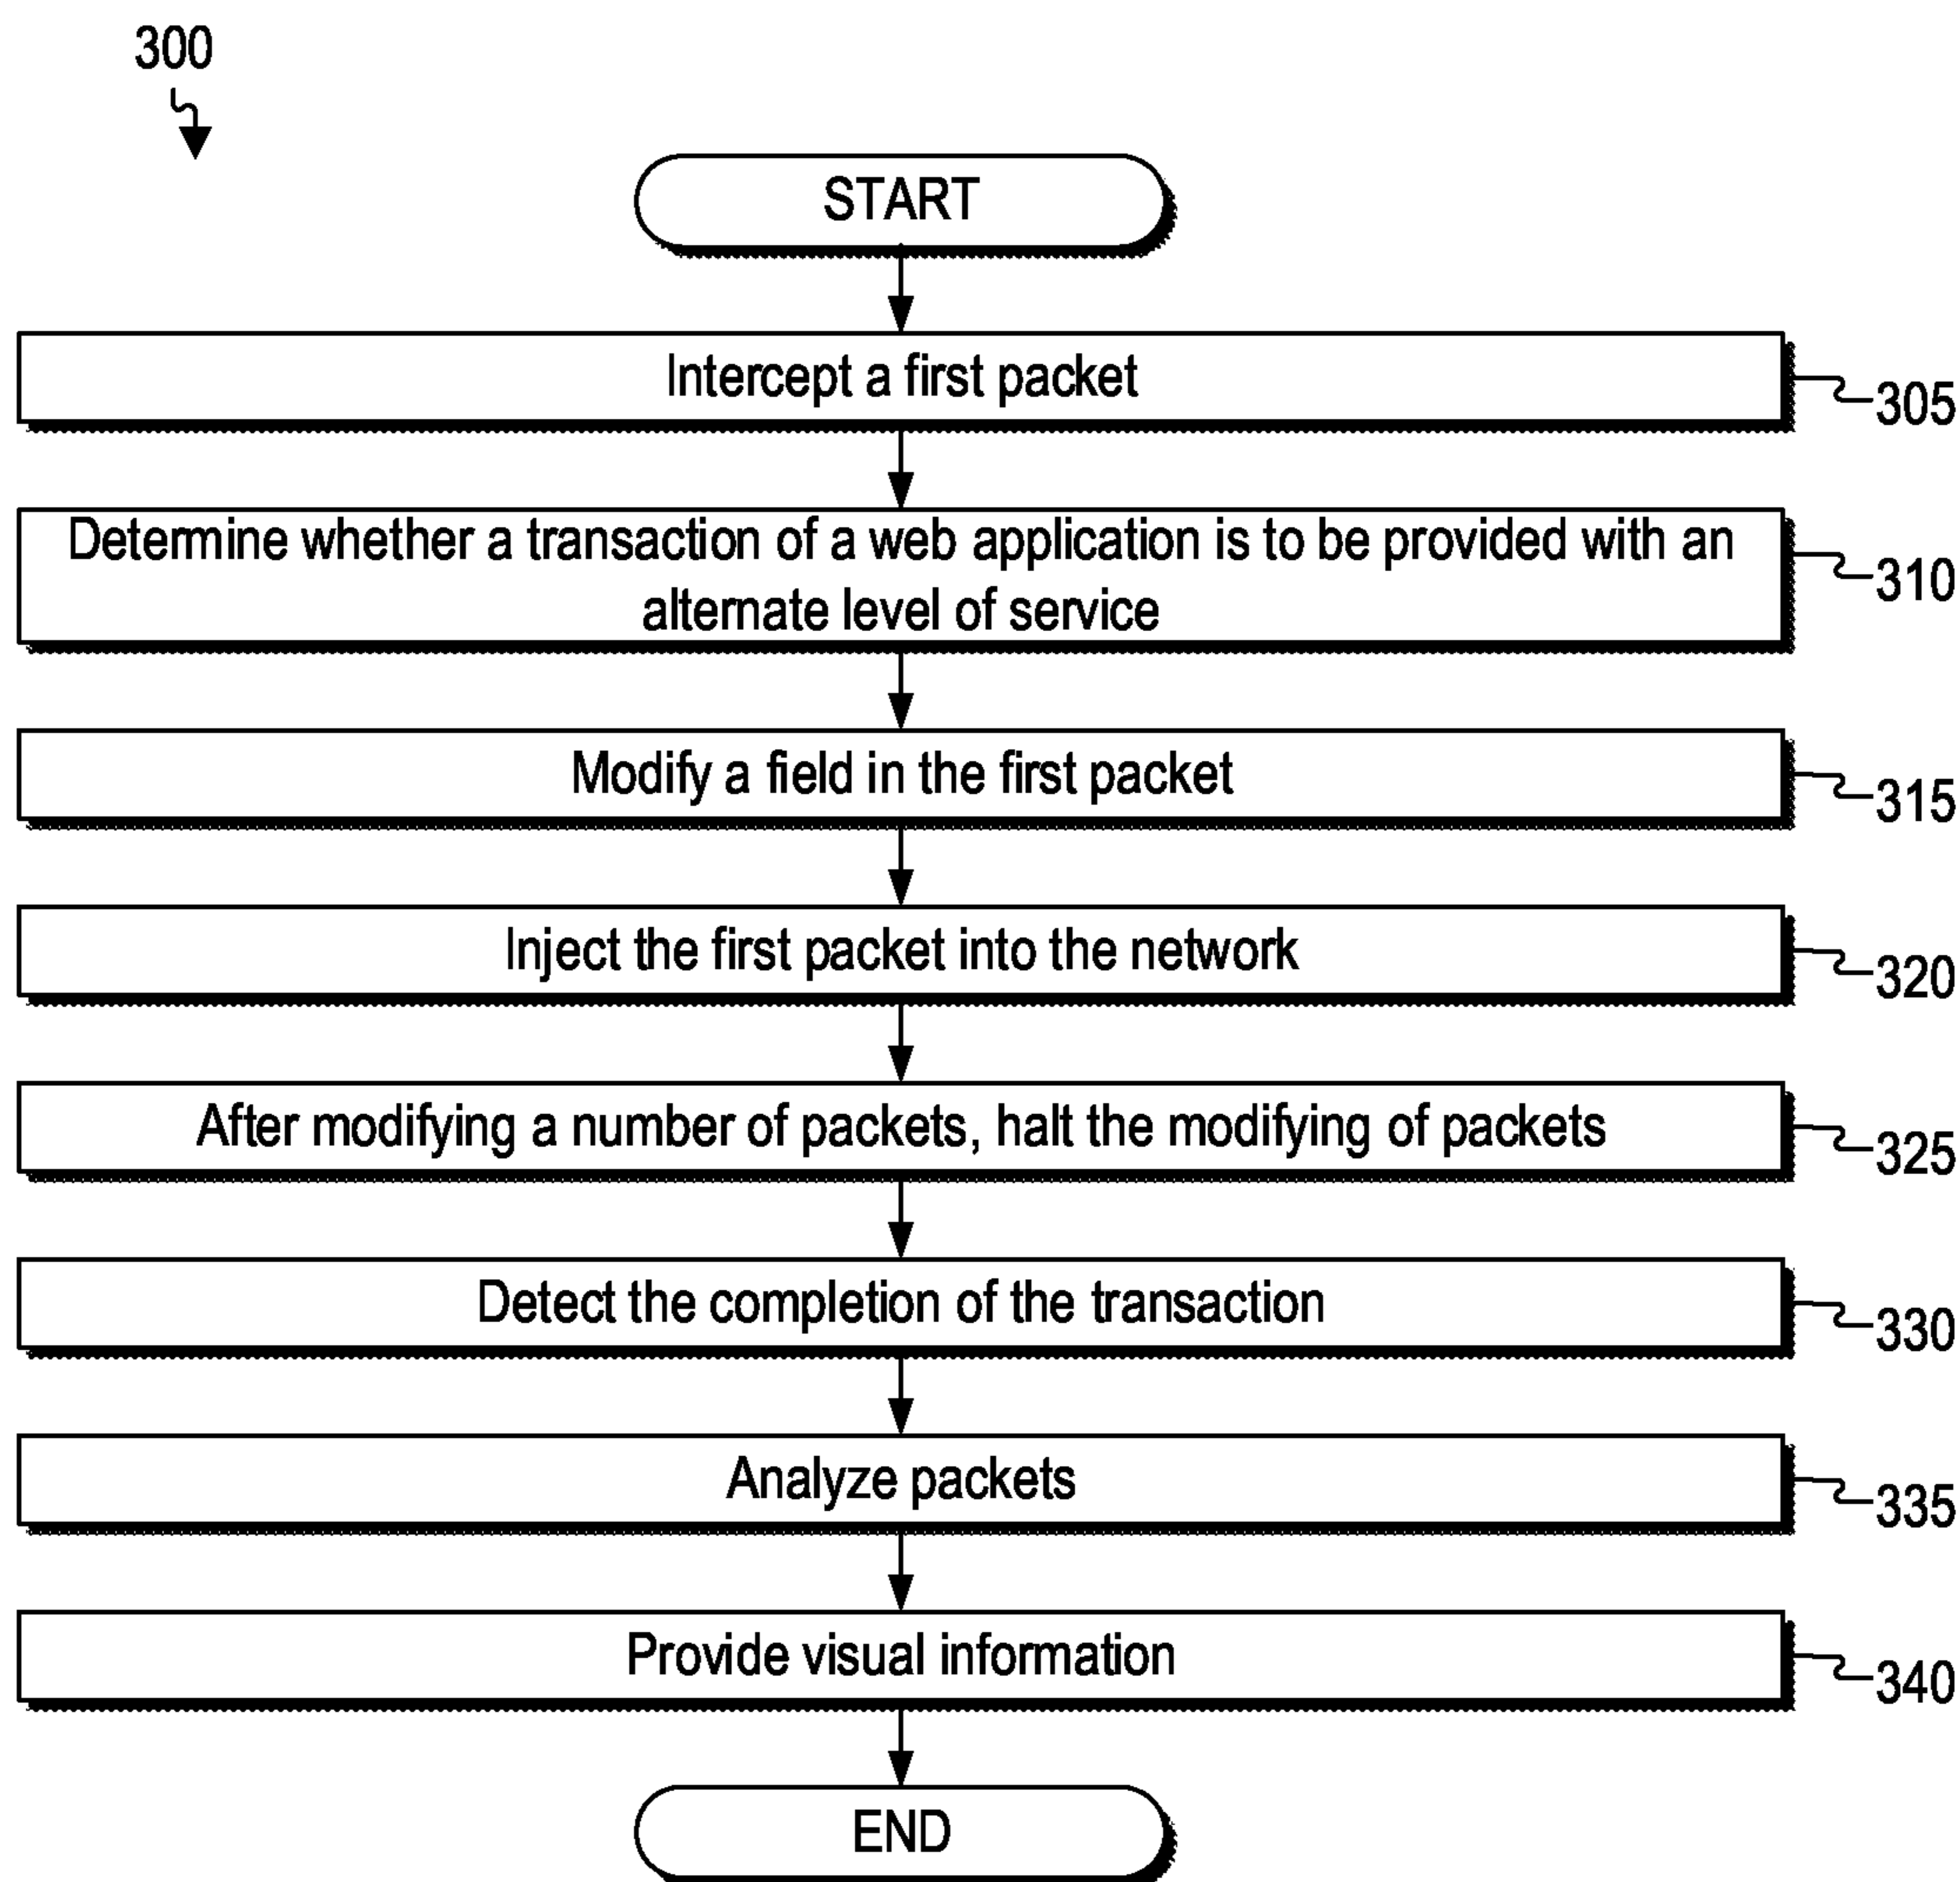 300
START
Intercept a first packet
305
Determine whether a transaction of a web application is to be provided with an
alternate level of service
310
Modify a field in the first packet
315
Inject the first packet into the network
320
After modifying a number of packets, halt the modifying of packets
325
Detect the completion of the transaction
330
Analyze packets
335
Provide visual information
340
END